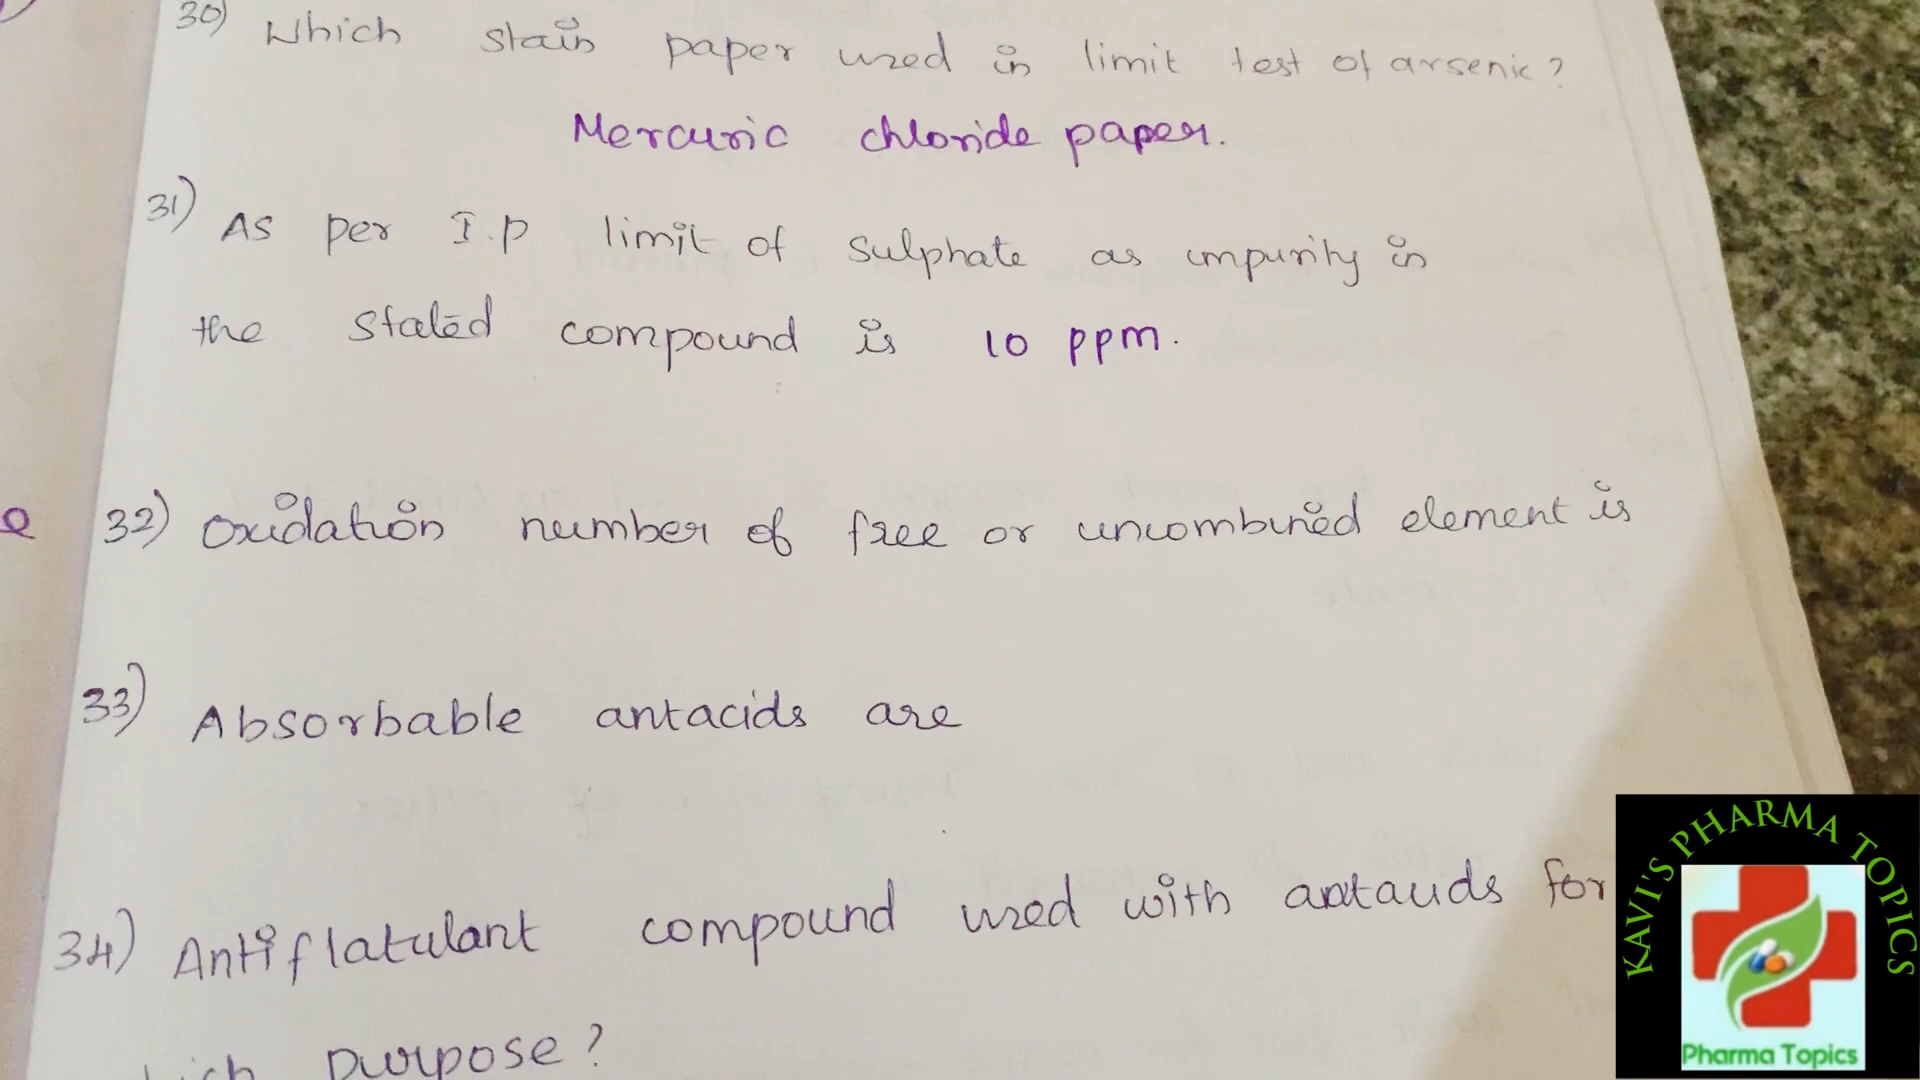 30) Which stain paper used in limit test of arsenic?
Mercuric chloride paper.
31) As per I.P limit of sulphate as impurity in
the stated compound is 10 ppm.
32) Oxidation number of free or uncombined element is
33) Absorbable antacids are
34) Antiflatulant compound used with antacids for
purpose?
KAVI'S PHARMA TOPICS
Pharma Topics